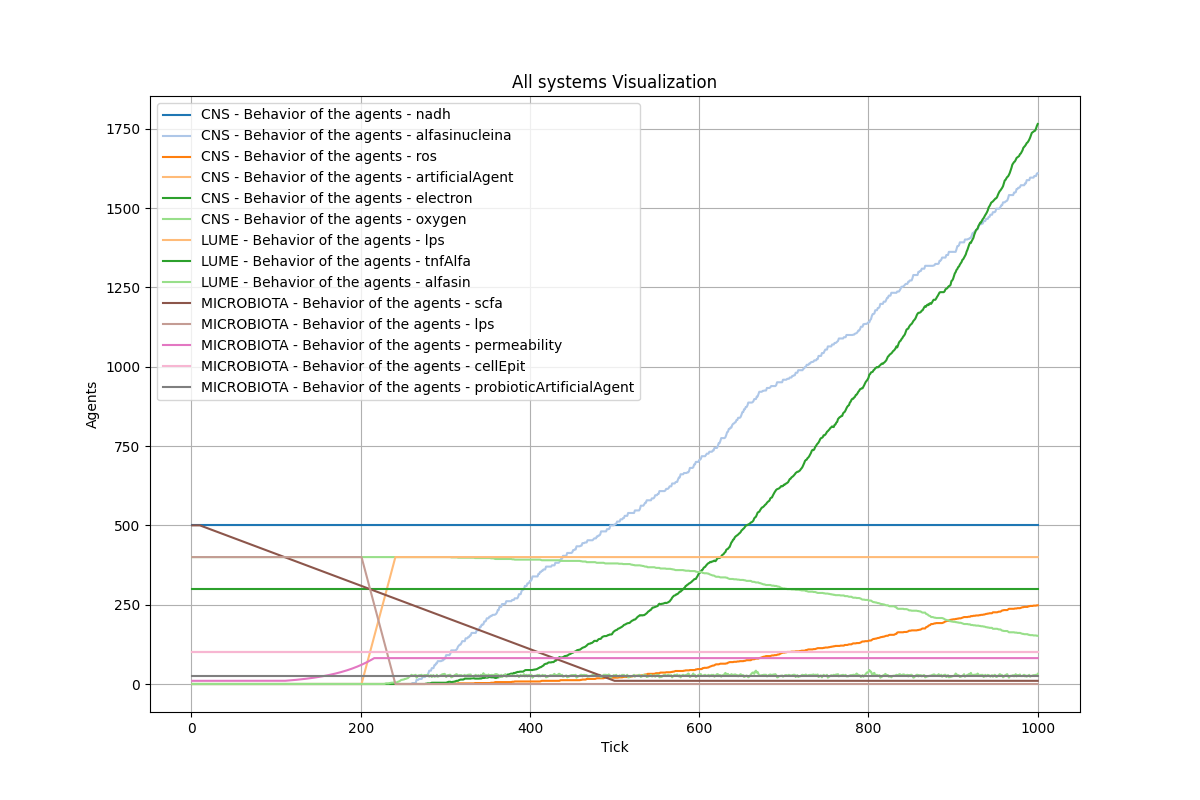 All systems Visualization
CNS - Behavior of the agents - nadh
CNS - Behavior of the agents - alfasinucleina
CNS - Behavior of the agents - ros
CNS - Behavior of the agents - artificialAgent
CNS - Behavior of the agents - electron
CNS - Behavior of the agents - oxygen
LUME - Behavior of the agents - lps
LUME - Behavior of the agents - tnfAlfa
LUME - Behavior of the agents - alfasin
MICROBIOTA - Behavior of the agents - scfa
MICROBIOTA - Behavior of the agents - lps
MICROBIOTA - Behavior of the agents - permeability
MICROBIOTA - Behavior of the agents - cellEpit
MICROBIOTA - Behavior of the agents - probioticArtificialAgent
1750
1500
1250
1000
750
500
250
0
Agents
0 200 400 600 800 1000
Tick